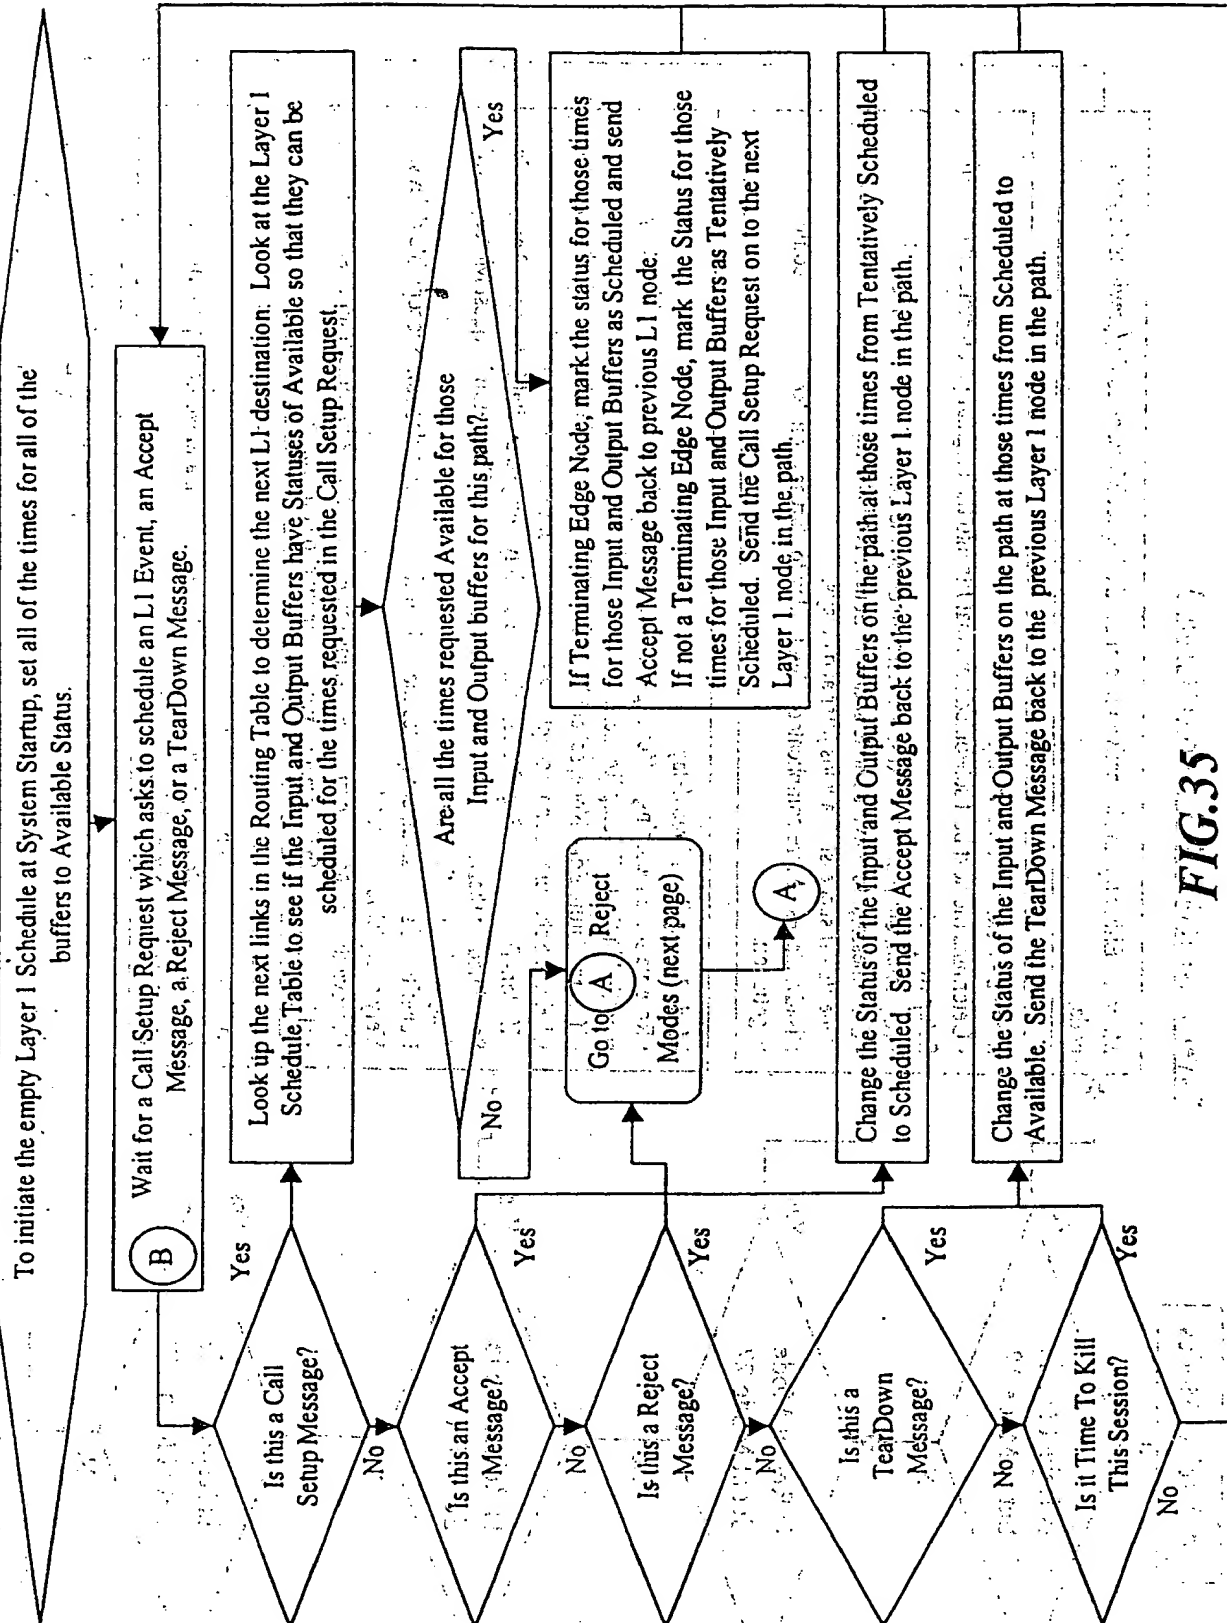 To initiate the empty Layer 1 Schedule at System Startup, set all of the times for all of the
buffers to Available Status.
B
Wait for a Call Setup Request which asks to schedule an L1 Event, an Accept
Message, a Reject Message, or a TearDown Message.
Is this a Call
Setup Message?
Yes
No
Look up the next links in the Routing Table to determine the next L1 destination. Look at the Layer 1
Schedule Table to see if the Input and Output Buffers have Statuses of Available so that they can be
scheduled for the times requested in the Call Setup Request.
Are all the times requested Available for those
Input and Output buffers for this path?
Yes
No
If Terminating Edge Node, mark the status for those times
for those Input and Output Buffers as Scheduled and send
Accept Message back to previous L1 node.
If not a Terminating Edge Node, mark the Status for those
times for those Input and Output Buffers as Tentatively
Scheduled. Send the Call Setup Request on to the next
Layer 1 node in the path.
Go to A Reject
Modes (next page)
A
Is this an Accept
Message?
Yes
No
Is this a Reject
Message?
Yes
No
Change the Status of the Input and Output Buffers on the path at those times from Tentatively Scheduled
to Scheduled. Send the Accept Message back to the previous Layer 1 node in the path.
Is this a
TearDown
Message?
Yes
No
Change the Status of the Input and Output Buffers on the path at those times from Scheduled to
Available. Send the TearDown Message back to the previous Layer 1 node in the path.
Is it Time To Kill
This Session?
Yes
No
FIG.35